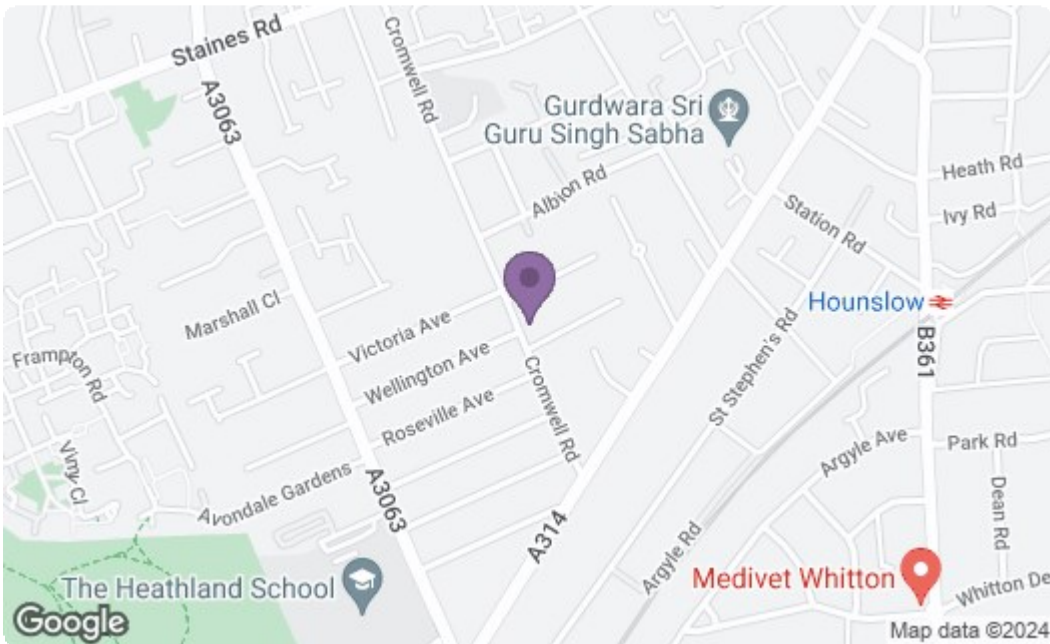 Staines Rd
Cromwell Rd
A3063
Gurdwara Sri
Guru Singh Sabha
Heath Rd
Albion Rd
Ivy Rd
Station Rd
Marshall Cl
Hounslow
Victoria Ave
B361
Frampton Rd
Wellington Ave
St Stephen's Rd
Cromwell Rd
Roseville Ave
Argyle Ave
Park Rd
Vimy Cl
Avondale Gardens
A3063
Dean Rd
A314
Argyle Rd
The Heathland School
Medivet Whitton
Whitton De
Google
Map data ©2024